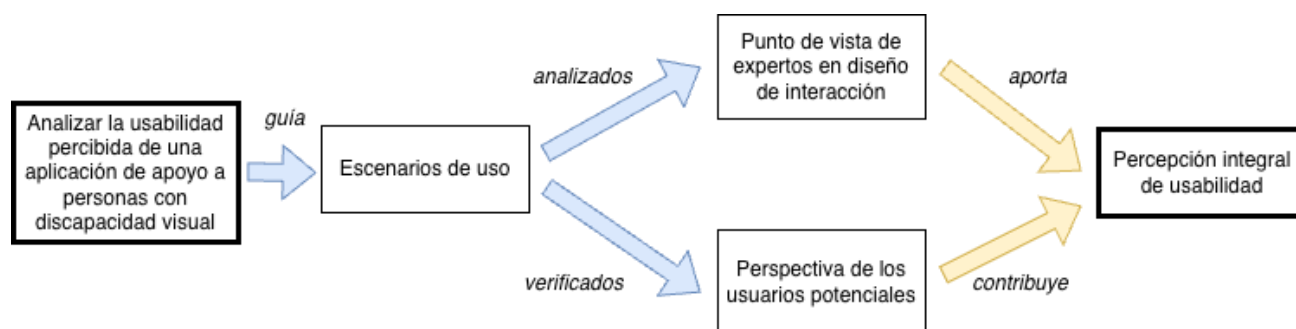 Analizar la usabilidad
percibida de una
aplicación de apoyo a
personas con
discapacidad visual
guía
Escenarios de uso
analizados
verificados
Punto de vista de
expertos en diseño
de interacción
Perspectiva de los
usuarios potenciales
aporta
contribuye
Percepción integral
de usabilidad